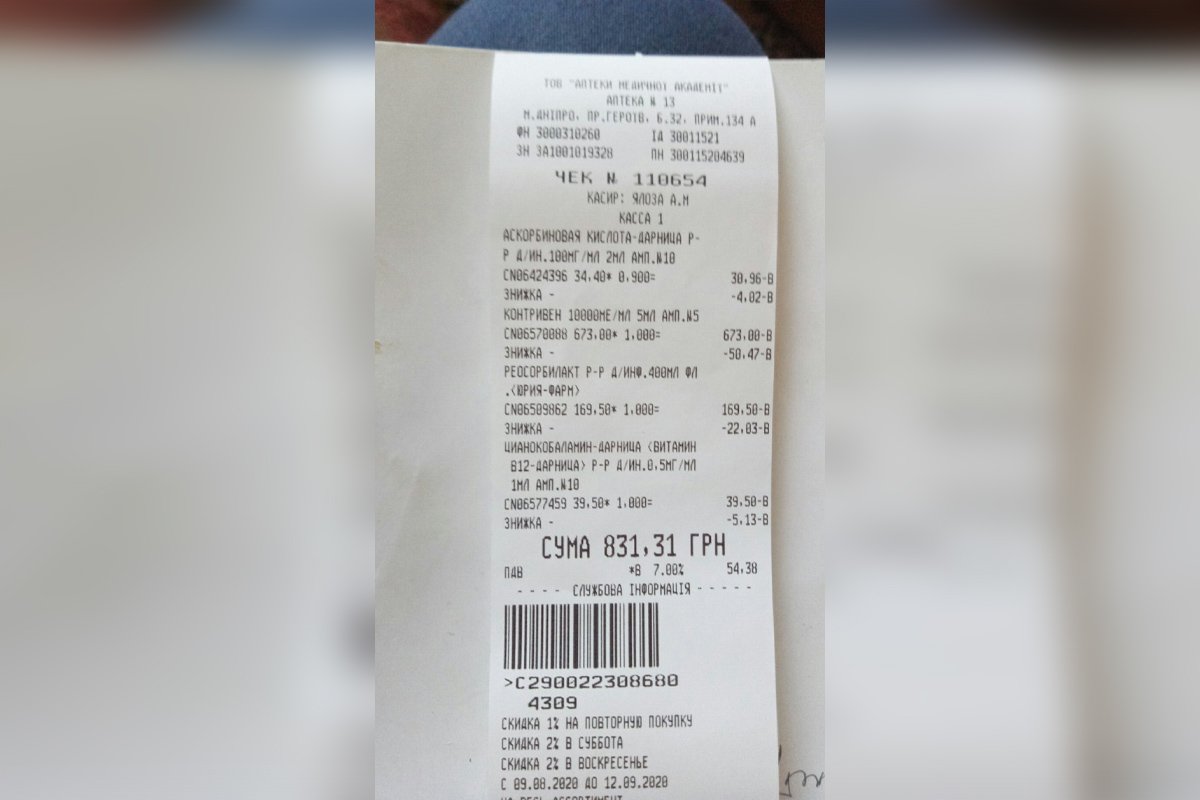 ТОВ "АПТЕКИ МЕДИЧНОЇ АКАДЕМІЇ"
АПТЕКА № 13
М.ДНІПРО, ПР.ГЕРОЇВ, Б.32, ПРИМ.134 А
ФН 3000310260 ІД 30011521
ЗН ЗА1001019328 ПН 300115204639
ЧЕК № 110654
КАСИР: ЯЛОЗА А.М
КАССА 1
АСКОРБИНОВАЯ КИСЛОТА-ДАРНИЦА Р-
Р Д/ИН.100МГ/МЛ 2МЛ АМП.№10
CN06424396 34,40* 0,900= 30,96-В
ЗНИЖКА - -4,02-В
КОНТРИВЕН 10000МЕ/МЛ 5МЛ АМП.№5
CN06570088 673,00* 1,000= 673,00-В
ЗНИЖКА - -50,47-В
РЕОСОРБИЛАКТ Р-Р Д/ИНФ.400МЛ ФЛ
.<ЮРИЯ-ФАРМ>
CN06509862 169,50* 1,000= 169,50-В
ЗНИЖКА - -22,03-В
ЦИАНОКОБАЛАМИН-ДАРНИЦА <ВИТАМИН
В12-ДАРНИЦА> Р-Р Д/ИН.0,5МГ/МЛ
1МЛ АМП.№10
CN06577459 39,50* 1,000= 39,50-В
ЗНИЖКА - -5,13-В
СУМА 831,31 ГРН
ПДВ *В 7.00% 54,38
- - - - СЛУЖБОВА ІНФОРМАЦІЯ - - - - -
>C290022308680
4309
СКИДКА 1% НА ПОВТОРНУЮ ПОКУПКУ
СКИДКА 2% В СУББОТА
СКИДКА 2% В ВОСКРЕСЕНЬЕ
С 09.08.2020 ДО 12.09.2020
НА ВЕСЬ АССОРТИМЕНТ